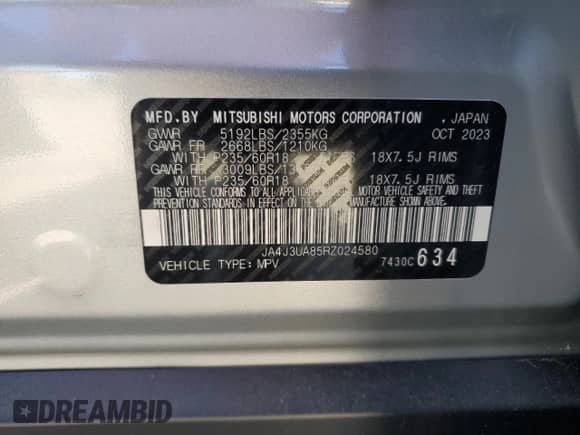 MFD.BY MITSUBISHI MOTORS CORPORATION , JAPAN
GVWR 5192LBS/2355KG OCT 2023
GAWR FR 2668LBS/1210KG
WITH P235/60R18 18X7.5J RIMS
GAWR RR 3009LBS/
WITH P235/60R18 18X7.5J RIMS
THIS VEHICLE CONFORMS TO ALL APPLICABLE U.S. FEDERAL MOTOR VEHICLE SAFETY AND THEFT
PREVENTION STANDARDS IN EFFECT ON THE DATE OF MANUFACTURE SHOWN ABOVE.
JA4J3UA85RZ024580
VEHICLE TYPE: MPV 7430C 634
DREAMBID